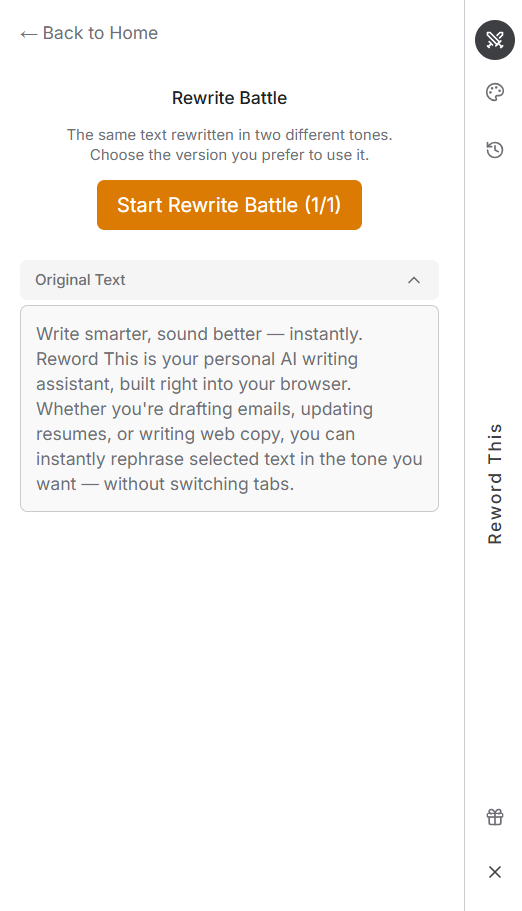 ← Back to Home
Rewrite Battle
The same text rewritten in two different tones.
Choose the version you prefer to use it.
Start Rewrite Battle (1/1)
Original Text
Write smarter, sound better — instantly.
Reword This is your personal AI writing
assistant, built right into your browser.
Whether you're drafting emails, updating
resumes, or writing web copy, you can
instantly rephrase selected text in the tone you
want — without switching tabs.
Reword This